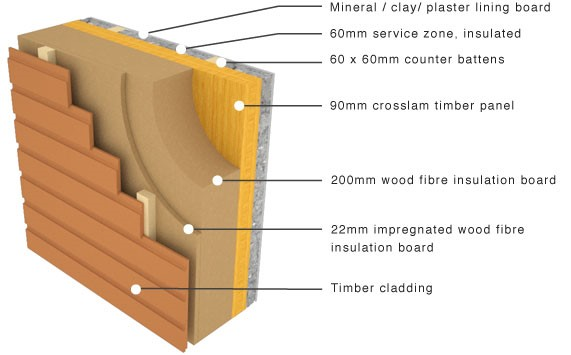 Mineral / clay/ plaster lining board
60mm service zone, insulated
60 x 60mm counter battens
90mm crosslam timber panel
200mm wood fibre insulation board
22mm impregnated wood fibre
insulation board
Timber cladding